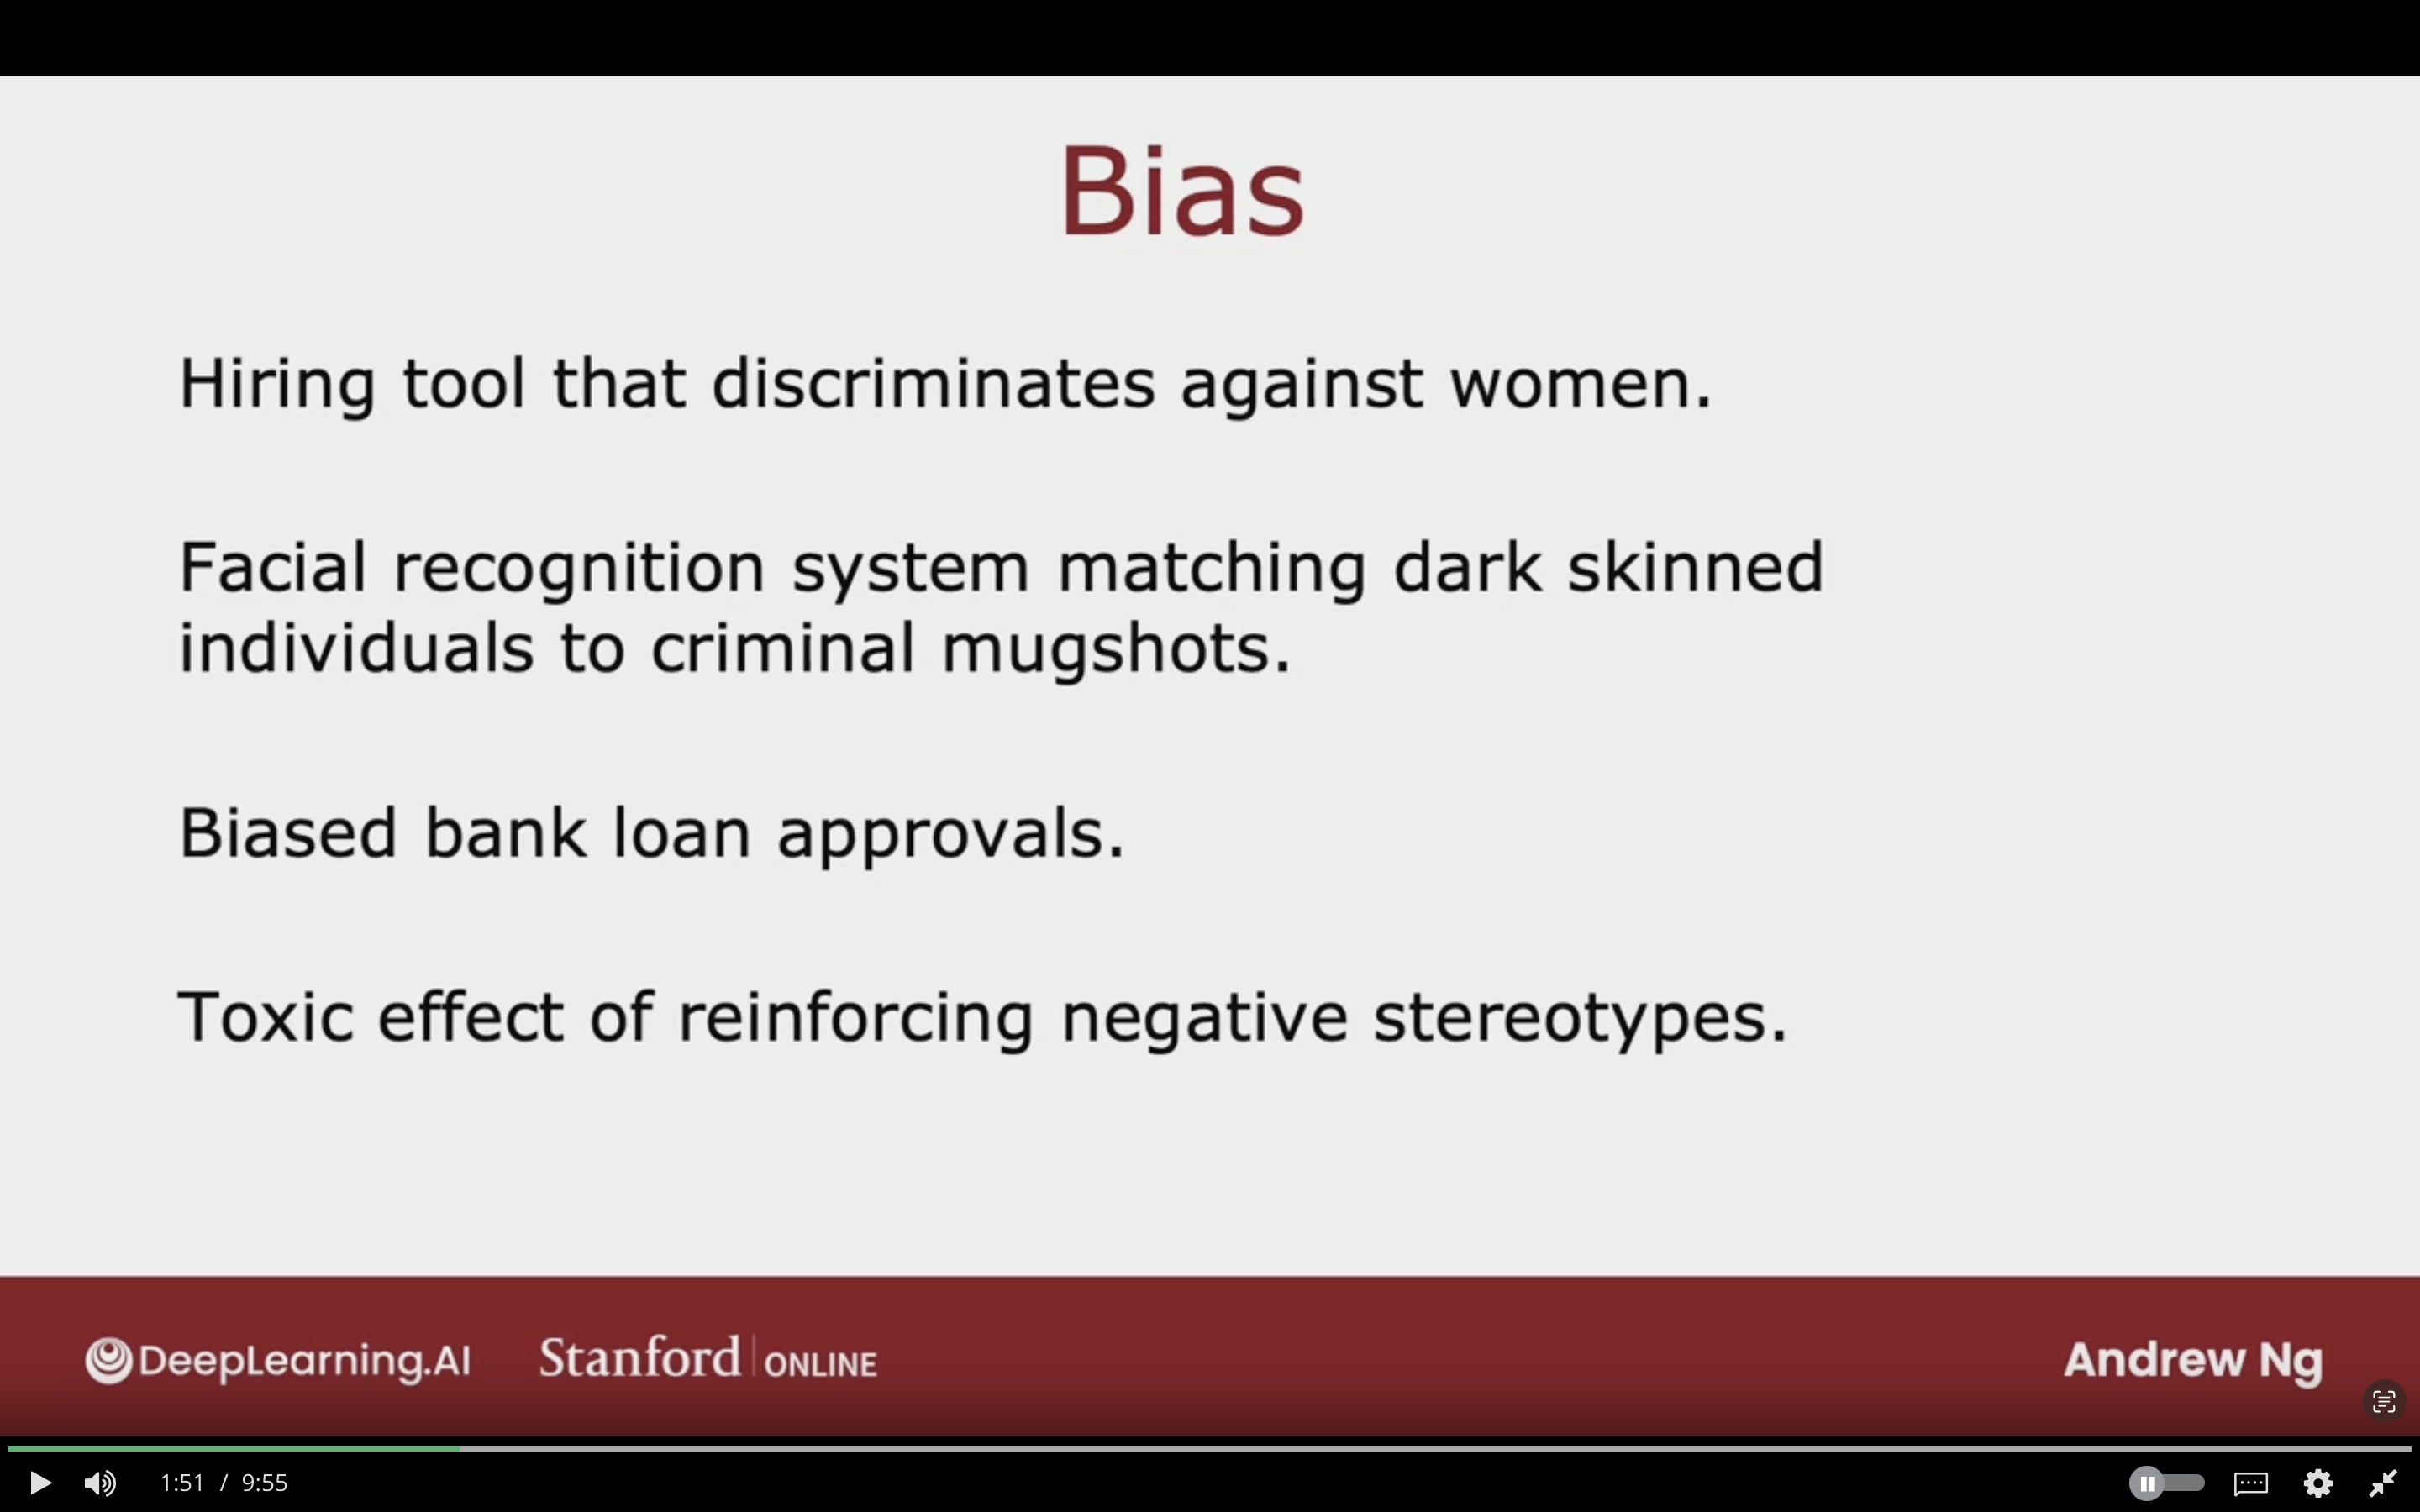 Bias
Hiring tool that discriminates against women.
Facial recognition system matching dark skinned
individuals to criminal mugshots.
Biased bank loan approvals.
Toxic effect of reinforcing negative stereotypes.
DeepLearning.AI
Stanford | ONLINE
Andrew Ng
1:51 / 9:55